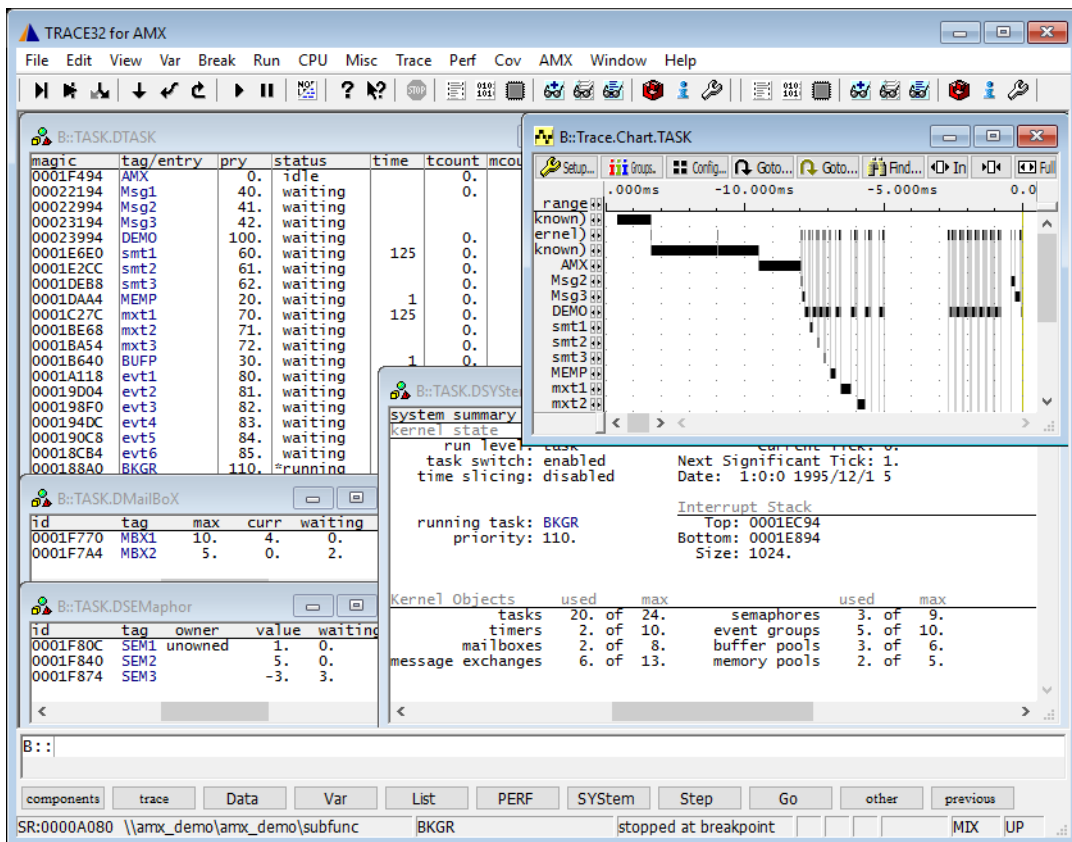 TRACE32 for AMX
File Edit View Var Break Run CPU Misc Trace Perf Cov AMX Window Help
B::TASK.DTASK
magic tag/entry pry status time tcount mcou
0001F494 AMX 0. idle 0.
00022194 Msg1 40. waiting 0.
00022994 Msg2 41. waiting
00023194 Msg3 42. waiting
00023994 DEMO 100. waiting 0.
0001E6E0 smt1 60. waiting 125 0.
0001E2CC smt2 61. waiting 0.
0001DEB8 smt3 62. waiting 0.
0001DAA4 MEMP 20. waiting 1 0.
0001C27C mxt1 70. waiting 125 0.
0001BE68 mxt2 71. waiting 0.
0001BA54 mxt3 72. waiting 0.
0001B640 BUFP 30. waiting 1 0.
0001A118 evt1 80. waiting
00019D04 evt2 81. waiting
000198F0 evt3 82. waiting
000194DC evt4 83. waiting
000190C8 evt5 84. waiting
00018CB4 evt6 85. waiting
000188A0 BKGR 110. *running
B::Trace.Chart.TASK
Setup... Groups... Config... Goto... Goto... Find... In Full
.000ms -10.000ms -5.000ms 0.0
range
known)
ernel)
known)
AMX
Msg2
Msg3
DEMO
smt1
smt2
smt3
MEMP
mxt1
mxt2
B::TASK.DSYSte
system summary
kernel state
run level: task Current Tick: 0.
task switch: enabled Next Significant Tick: 1.
time slicing: disabled Date: 1:0:0 1995/12/1 5
Interrupt Stack
running task: BKGR Top: 0001EC94
priority: 110. Bottom: 0001E894
Size: 1024.
Kernel Objects used max used max
tasks 20. of 24. semaphores 3. of 9.
timers 2. of 10. event groups 5. of 10.
mailboxes 2. of 8. buffer pools 3. of 6.
message exchanges 6. of 13. memory pools 2. of 5.
B::TASK.DMailBoX
id tag max curr waiting
0001F770 MBX1 10. 4. 0.
0001F7A4 MBX2 5. 0. 2.
B::TASK.DSEMaphor
id tag owner value waiting
0001F80C SEM1 unowned 1. 0.
0001F840 SEM2 5. 0.
0001F874 SEM3 -3. 3.
B::
components trace Data Var List PERF SYStem Step Go other previous
SR:0000A080 \\amx_demo\amx_demo\subfunc BKGR stopped at breakpoint MIX UP